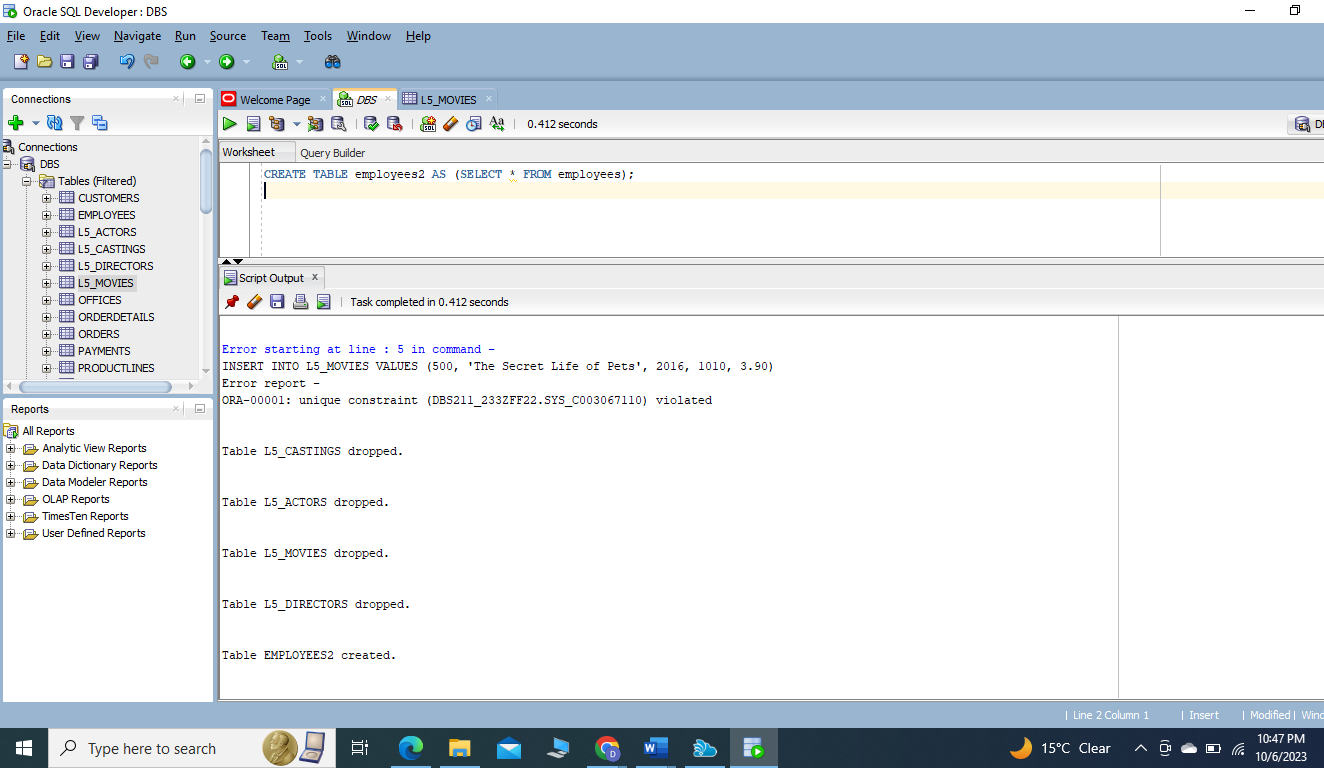 Oracle SQL Developer : DBS
File Edit View Navigate Run Source Team Tools Window Help
Connections
Connections
DBS
Tables (Filtered)
CUSTOMERS
EMPLOYEES
L5_ACTORS
L5_CASTINGS
L5_DIRECTORS
L5_MOVIES
OFFICES
ORDERDETAILS
ORDERS
PAYMENTS
PRODUCTLINES
Reports
All Reports
Analytic View Reports
Data Dictionary Reports
Data Modeler Reports
OLAP Reports
TimesTen Reports
User Defined Reports
Welcome Page DBS L5_MOVIES
SQL Aa 0.412 seconds
Worksheet Query Builder
CREATE TABLE employees2 AS (SELECT * FROM employees);
Script Output
Task completed in 0.412 seconds
Error starting at line : 5 in command -
INSERT INTO L5_MOVIES VALUES (500, 'The Secret Life of Pets', 2016, 1010, 3.90)
Error report -
ORA-00001: unique constraint (DBS211_233ZFF22.SYS_C003067110) violated
Table L5_CASTINGS dropped.
Table L5_ACTORS dropped.
Table L5_MOVIES dropped.
Table L5_DIRECTORS dropped.
Table EMPLOYEES2 created.
| Line 2 Column 1 | Insert | Modified |
Type here to search
15°C Clear
10:47 PM
10/6/2023